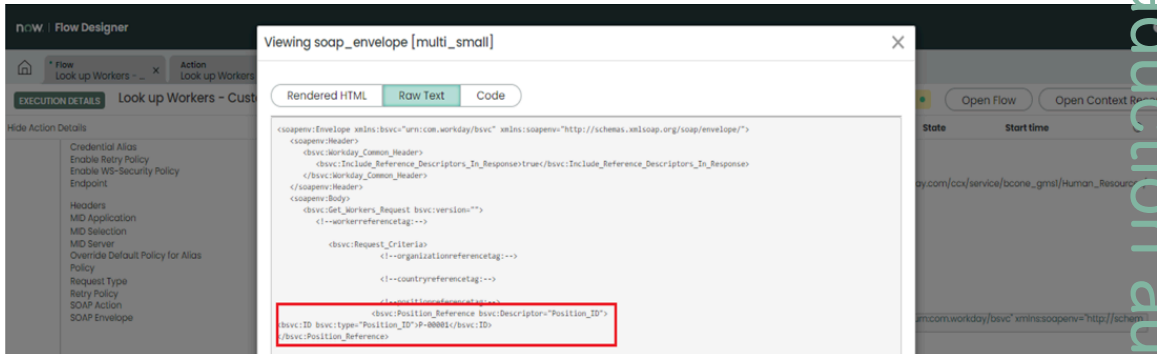 now. | Flow Designer
Viewing soap_envelope [multi_small]
* Flow
Look up Workers - ...
Action
Look up Workers
EXECUTION DETAILS Look up Workers - Cust
Rendered HTML Raw Text Code
Open Flow Open Context Rec
Hide Action Details
State Start time
Credential Alias
Enable Retry Policy
Enable WS-Security Policy
Endpoint
Headers
MID Application
MID Selection
MID Server
Override Default Policy for Alias
Policy
Request Type
Retry Policy
SOAP Action
SOAP Envelope
<soapenv:Envelope xmlns:bsvc="urn:com.workday/bsvc" xmlns:soapenv="http://schemas.xmlsoap.org/soap/envelope/">
<soapenv:Header>
<bsvc:Workday_Common_Header>
<bsvc:Include_Reference_Descriptors_In_Response>true</bsvc:Include_Reference_Descriptors_In_Response>
</bsvc:Workday_Common_Header>
</soapenv:Header>
<soapenv:Body>
<bsvc:Get_Workers_Request bsvc:version="">
<!--workerreferencetag:-->
<bsvc:Request_Criteria>
<!--organizationreferencetag:-->
<!--countryreferencetag:-->
<!--positionreferencetag:-->
<bsvc:Position_Reference bsvc:Descriptor="Position_ID">
<bsvc:ID bsvc:type="Position_ID">P-00001</bsvc:ID>
</bsvc:Position_Reference>
ay.com/ccx/service/bcone_gms1/Human_Resource
urn:com.workday/bsvc" xmlns:soapenv="http://schem
duction au